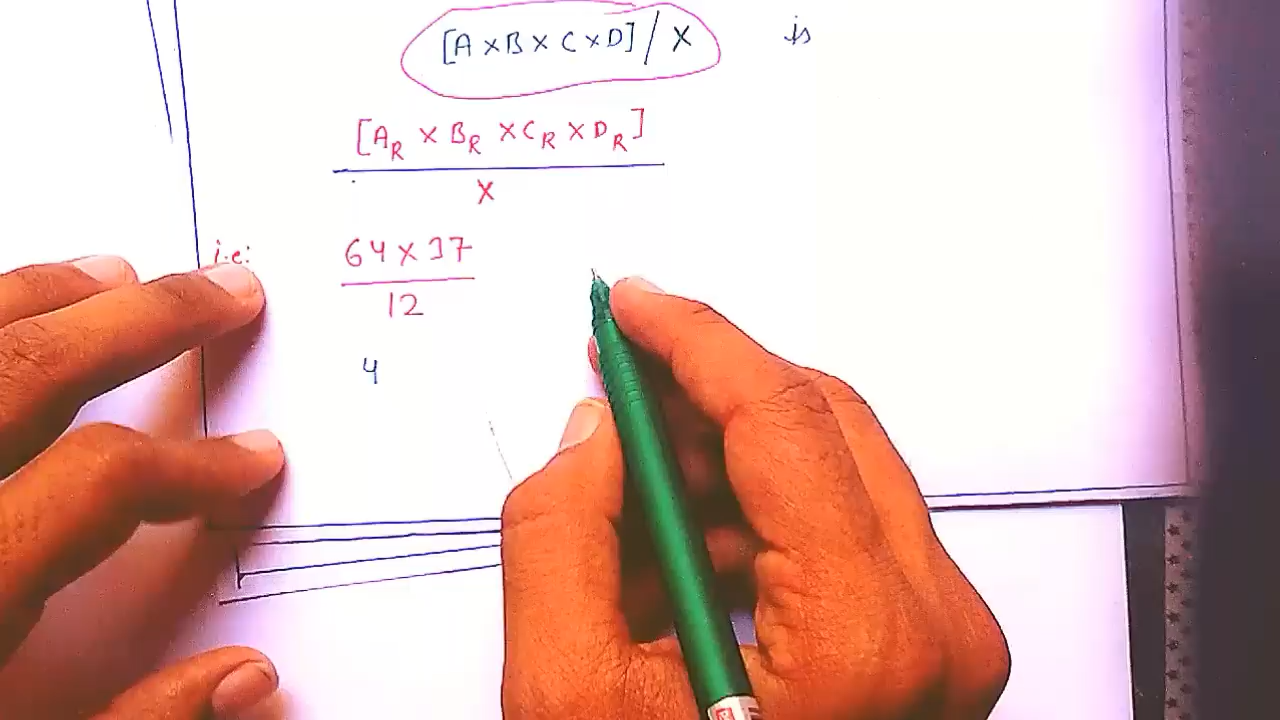 [A × B × C × D] / X is
[A_R × B_R × C_R × D_R]
X
i.e:
64 × 37
12
4